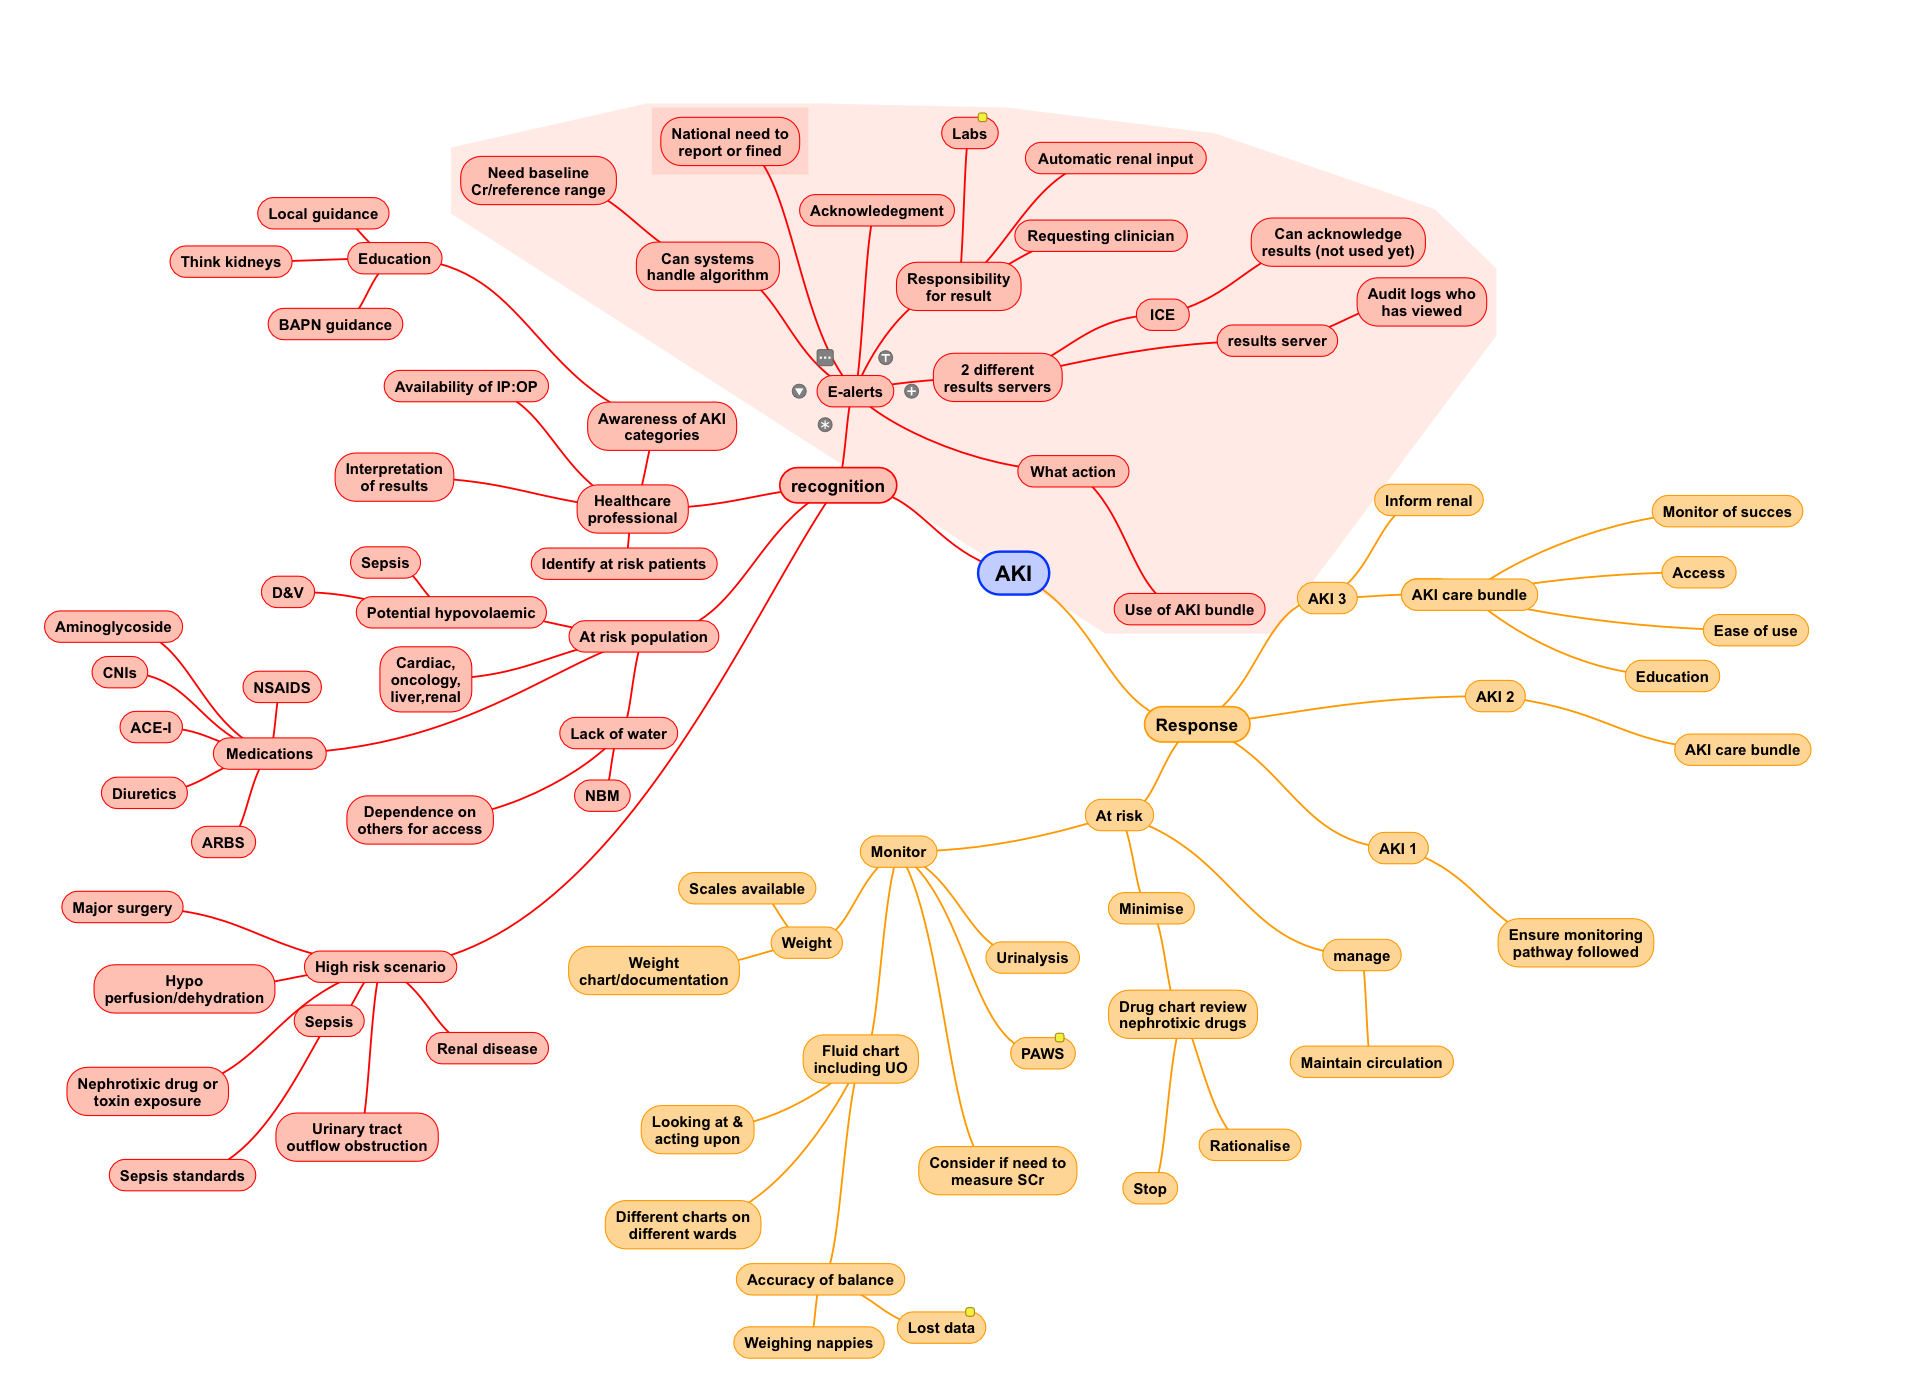 National need to
report or fined
Labs
Automatic renal input
Need baseline
Cr/reference range
Acknowledegment
Requesting clinician
Can acknowledge
results (not used yet)
Can systems
handle algorithm
Responsibility
for result
Audit logs who
has viewed
ICE
results server
2 different
results servers
E-alerts
What action
Use of AKI bundle
Local guidance
Think kidneys
Education
BAPN guidance
Availability of IP:OP
Awareness of AKI
categories
Interpretation
of results
Healthcare
professional
Identify at risk patients
recognition
AKI
Sepsis
D&V
Potential hypovolaemic
At risk population
Cardiac,
oncology,
liver,renal
Aminoglycoside
CNIs
NSAIDS
ACE-I
Medications
Diuretics
ARBS
Lack of water
NBM
Dependence on
others for access
Major surgery
High risk scenario
Hypo
perfusion/dehydration
Sepsis
Renal disease
Nephrotixic drug or
toxin exposure
Urinary tract
outflow obstruction
Sepsis standards
Inform renal
Monitor of succes
AKI 3
AKI care bundle
Access
Ease of use
Education
AKI 2
AKI care bundle
Response
At risk
AKI 1
Ensure monitoring
pathway followed
Monitor
Scales available
Weight
Weight
chart/documentation
Urinalysis
Minimise
manage
Drug chart review
nephrotixic drugs
Maintain circulation
Fluid chart
including UO
PAWS
Looking at &
acting upon
Consider if need to
measure SCr
Rationalise
Stop
Different charts on
different wards
Accuracy of balance
Lost data
Weighing nappies